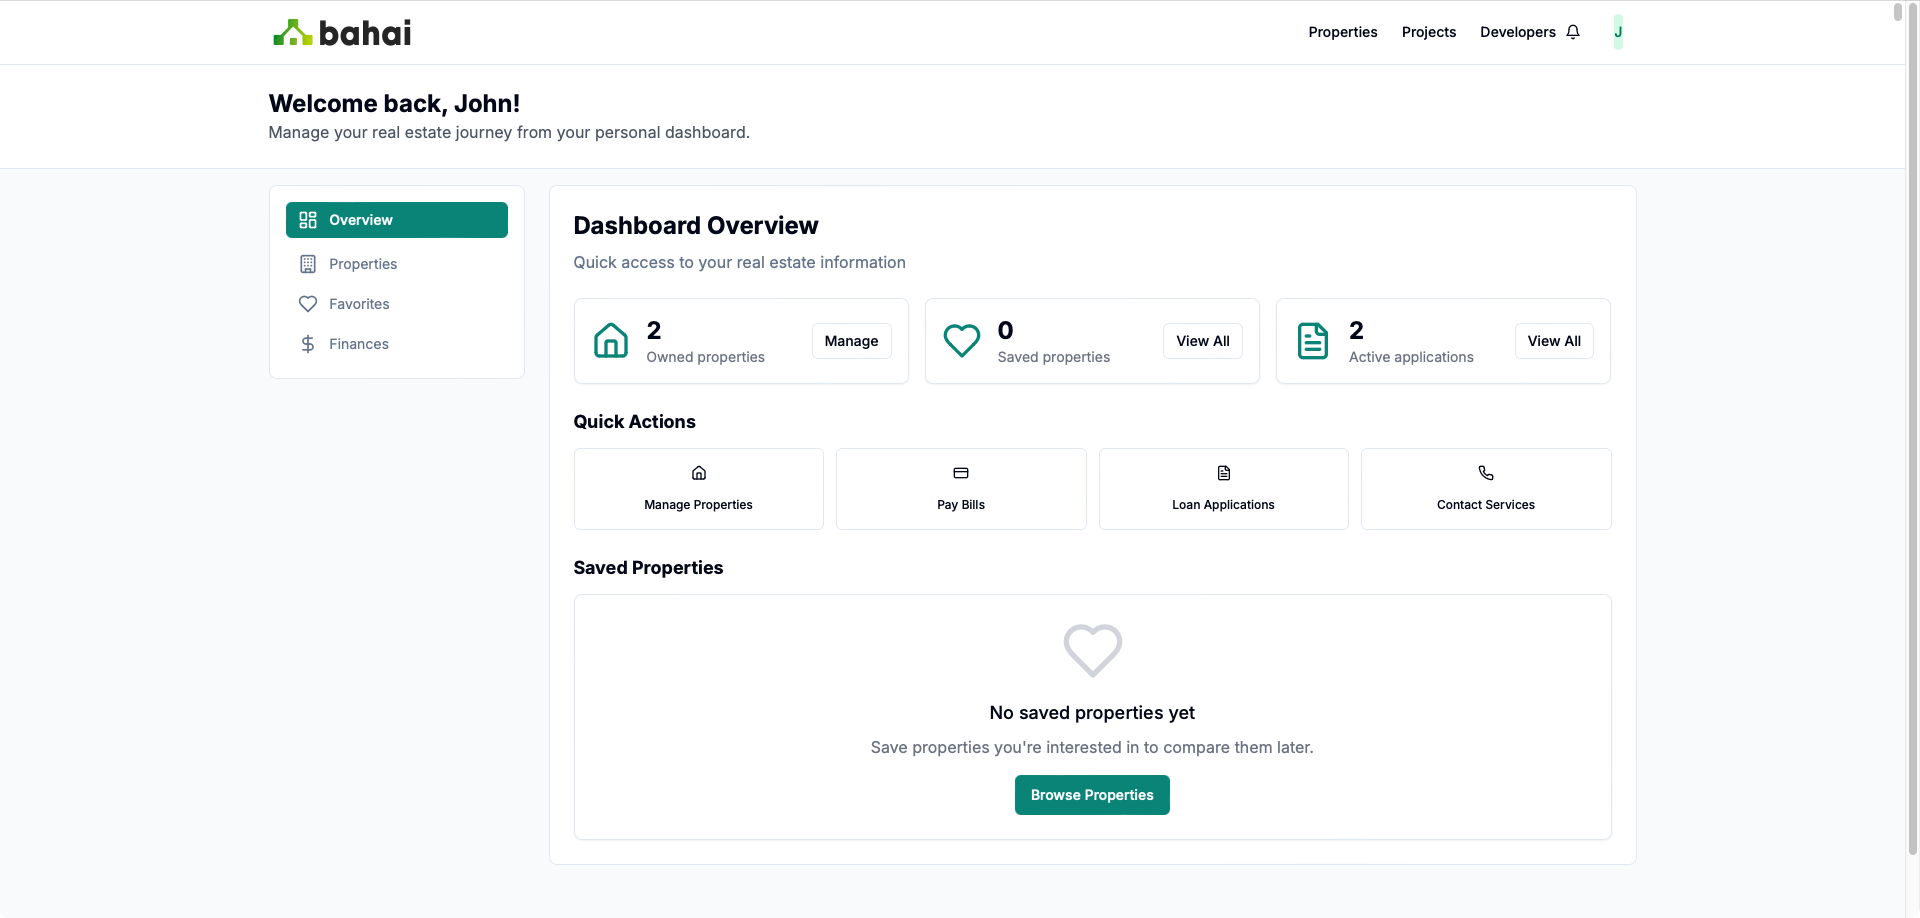 bahai
Properties
Projects
Developers
J
Welcome back, John!
Manage your real estate journey from your personal dashboard.
Overview
Properties
Favorites
Finances
Dashboard Overview
Quick access to your real estate information
2
Owned properties
Manage
0
Saved properties
View All
2
Active applications
View All
Quick Actions
Manage Properties
Pay Bills
Loan Applications
Contact Services
Saved Properties
No saved properties yet
Save properties you're interested in to compare them later.
Browse Properties